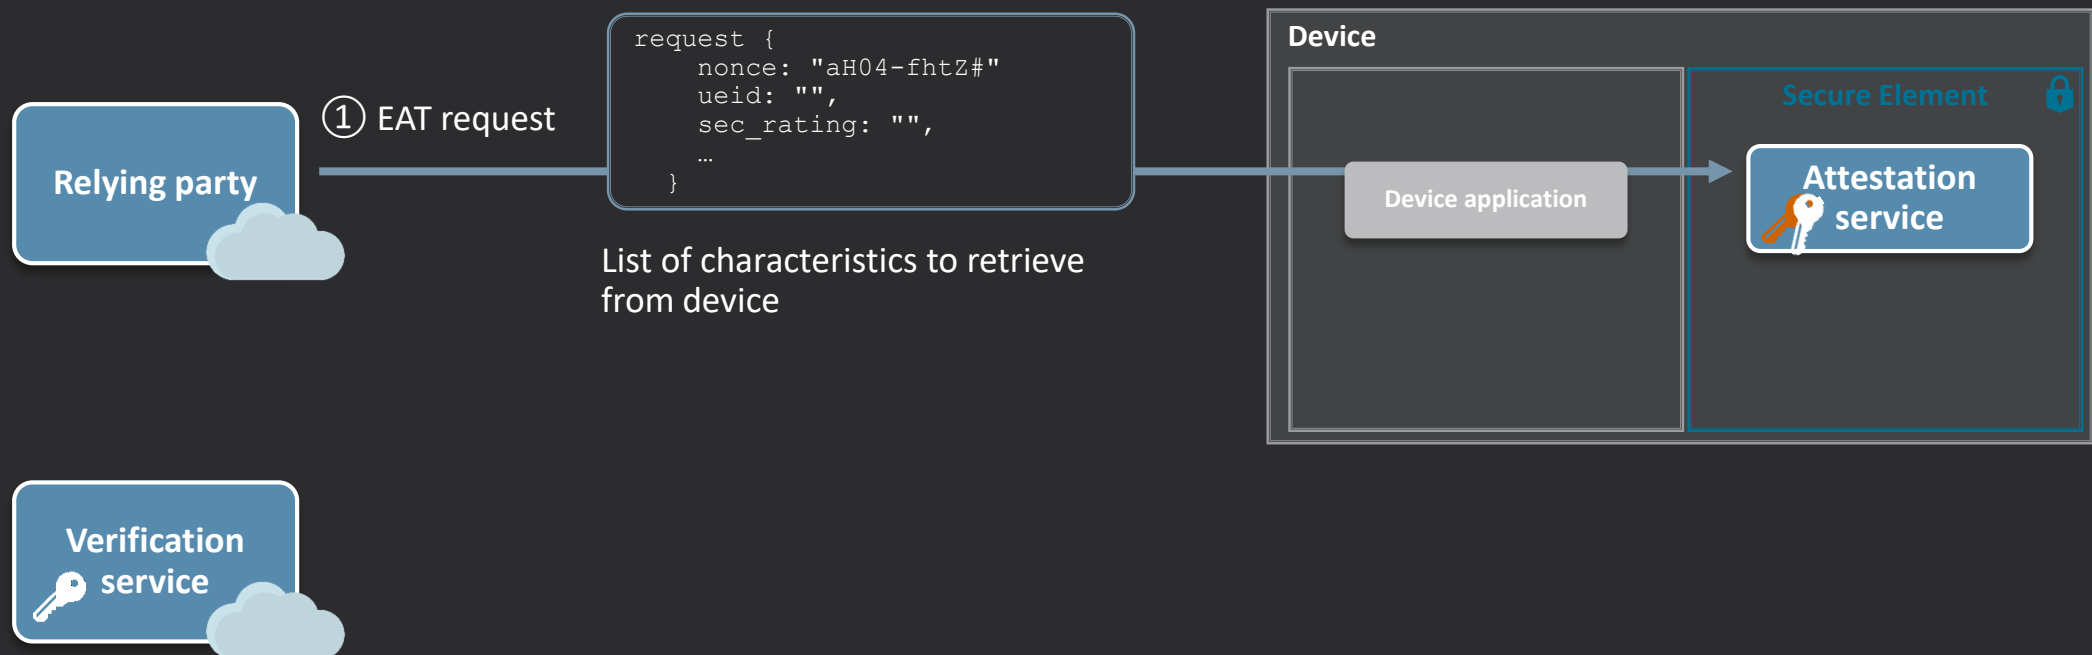 Relying party
① EAT request
request {
nonce: "aH04-fhtZ#"
ueid: "",
sec_rating: "",
…
}
List of characteristics to retrieve
from device
Device
Device application
Secure Element
Attestation
service
Verification
service